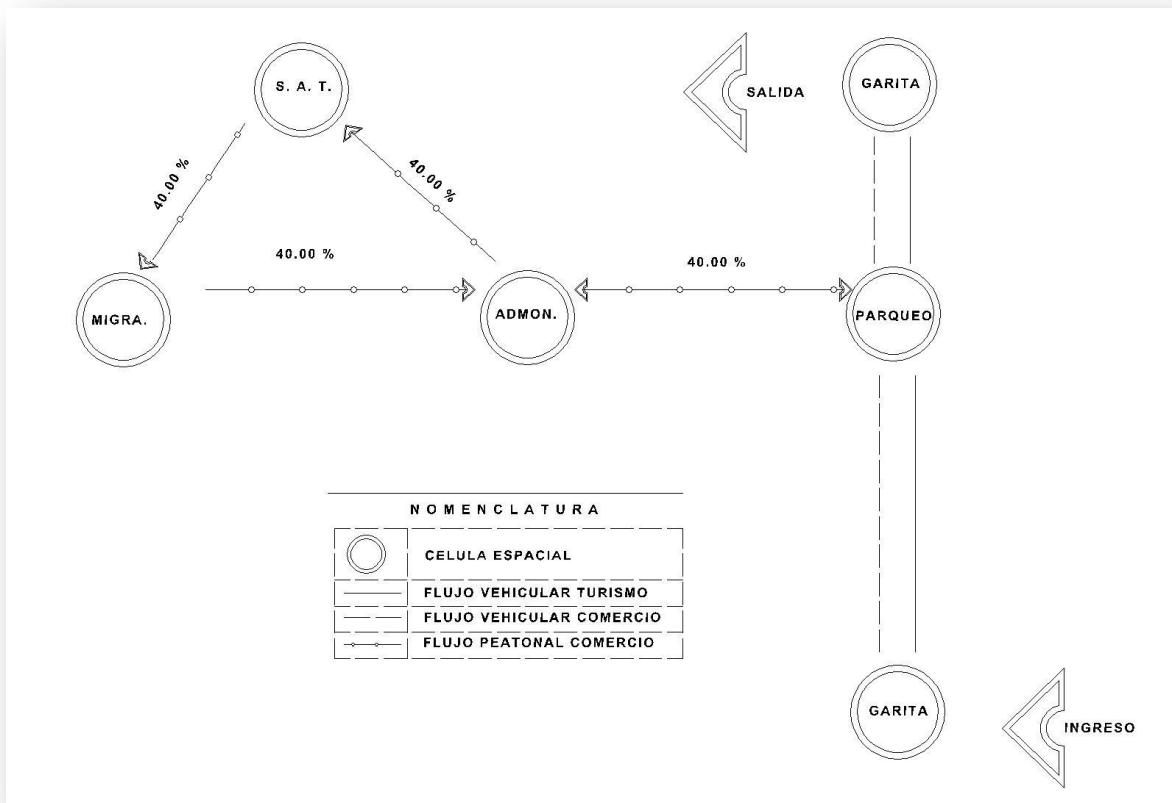 S. A. T.
SALIDA
GARITA
40.00 %
40.00 %
40.00 %
40.00 %
MIGRA.
ADMON.
PARQUEO
NOMENCLATURA
CELULA ESPACIAL
FLUJO VEHICULAR TURISMO
FLUJO VEHICULAR COMERCIO
FLUJO PEATONAL COMERCIO
GARITA
INGRESO